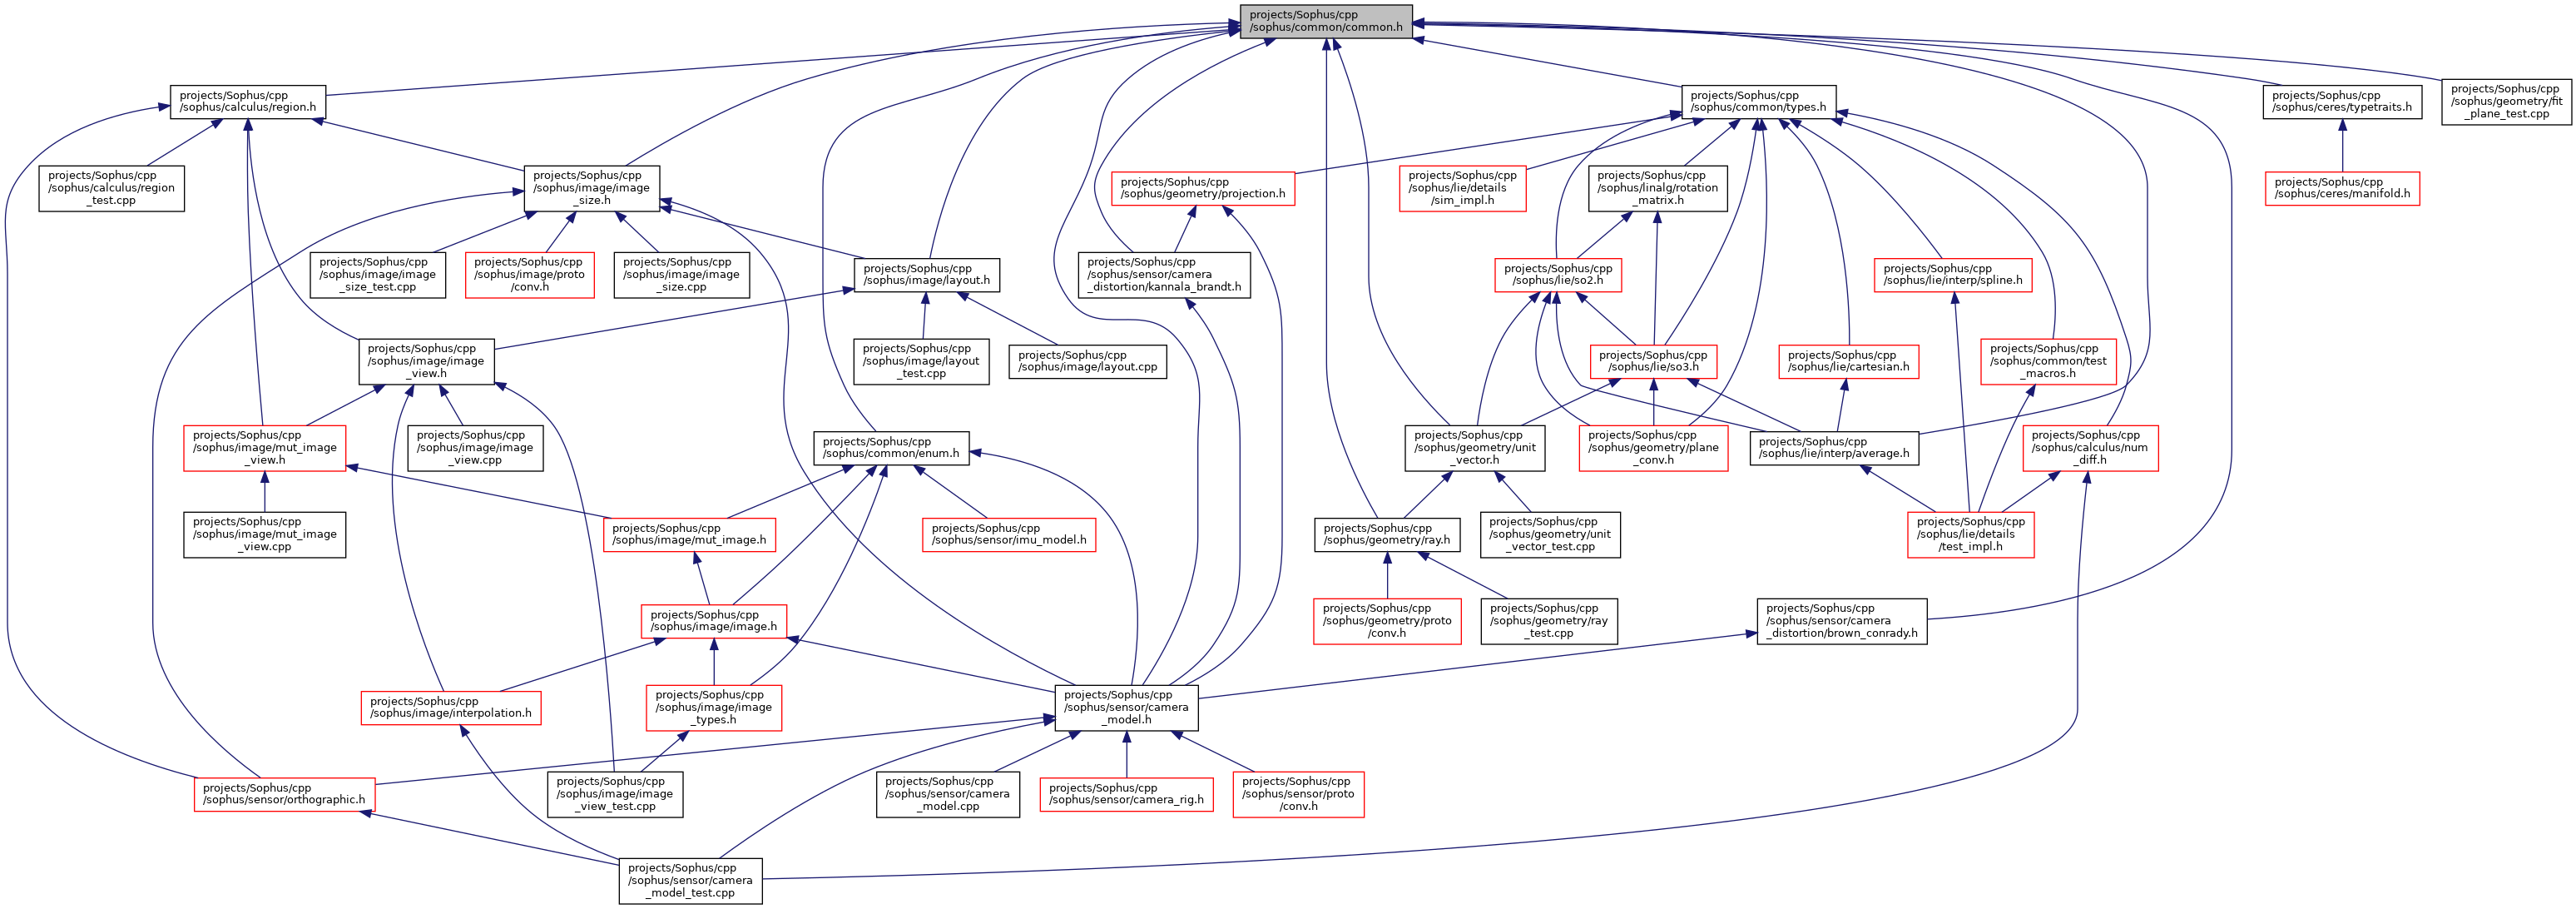 projects/Sophus/cpp
/sophus/common/common.h
projects/Sophus/cpp
/sophus/calculus/region.h
projects/Sophus/cpp
/sophus/common/types.h
projects/Sophus/cpp
/sophus/ceres/typetraits.h
projects/Sophus/cpp
/sophus/geometry/fit
_plane_test.cpp
projects/Sophus/cpp
/sophus/calculus/region
_test.cpp
projects/Sophus/cpp
/sophus/image/image
_size.h
projects/Sophus/cpp
/sophus/geometry/projection.h
projects/Sophus/cpp
/sophus/lie/details
/sim_impl.h
projects/Sophus/cpp
/sophus/linalg/rotation
_matrix.h
projects/Sophus/cpp
/sophus/ceres/manifold.h
projects/Sophus/cpp
/sophus/image/image
_size_test.cpp
projects/Sophus/cpp
/sophus/image/proto
/conv.h
projects/Sophus/cpp
/sophus/image/image
_size.cpp
projects/Sophus/cpp
/sophus/image/layout.h
projects/Sophus/cpp
/sophus/sensor/camera
_distortion/kannala_brandt.h
projects/Sophus/cpp
/sophus/lie/so2.h
projects/Sophus/cpp
/sophus/lie/interp/spline.h
projects/Sophus/cpp
/sophus/image/image
_view.h
projects/Sophus/cpp
/sophus/image/layout
_test.cpp
projects/Sophus/cpp
/sophus/image/layout.cpp
projects/Sophus/cpp
/sophus/lie/so3.h
projects/Sophus/cpp
/sophus/lie/cartesian.h
projects/Sophus/cpp
/sophus/common/test
_macros.h
projects/Sophus/cpp
/sophus/image/mut_image
_view.h
projects/Sophus/cpp
/sophus/image/image
_view.cpp
projects/Sophus/cpp
/sophus/common/enum.h
projects/Sophus/cpp
/sophus/geometry/unit
_vector.h
projects/Sophus/cpp
/sophus/geometry/plane
_conv.h
projects/Sophus/cpp
/sophus/lie/interp/average.h
projects/Sophus/cpp
/sophus/calculus/num
_diff.h
projects/Sophus/cpp
/sophus/image/mut_image
_view.cpp
projects/Sophus/cpp
/sophus/image/mut_image.h
projects/Sophus/cpp
/sophus/sensor/imu_model.h
projects/Sophus/cpp
/sophus/geometry/ray.h
projects/Sophus/cpp
/sophus/geometry/unit
_vector_test.cpp
projects/Sophus/cpp
/sophus/lie/details
/test_impl.h
projects/Sophus/cpp
/sophus/image/image.h
projects/Sophus/cpp
/sophus/geometry/proto
/conv.h
projects/Sophus/cpp
/sophus/geometry/ray
_test.cpp
projects/Sophus/cpp
/sophus/sensor/camera
_distortion/brown_conrady.h
projects/Sophus/cpp
/sophus/image/interpolation.h
projects/Sophus/cpp
/sophus/image/image
_types.h
projects/Sophus/cpp
/sophus/sensor/camera
_model.h
projects/Sophus/cpp
/sophus/sensor/orthographic.h
projects/Sophus/cpp
/sophus/image/image
_view_test.cpp
projects/Sophus/cpp
/sophus/sensor/camera
_model.cpp
projects/Sophus/cpp
/sophus/sensor/camera_rig.h
projects/Sophus/cpp
/sophus/sensor/proto
/conv.h
projects/Sophus/cpp
/sophus/sensor/camera
_model_test.cpp